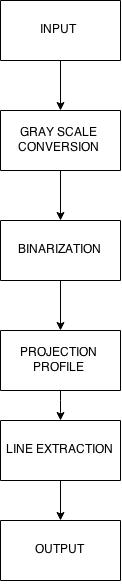 INPUT
GRAY SCALE
CONVERSION
BINARIZATION
PROJECTION
PROFILE
LINE EXTRACTION
OUTPUT